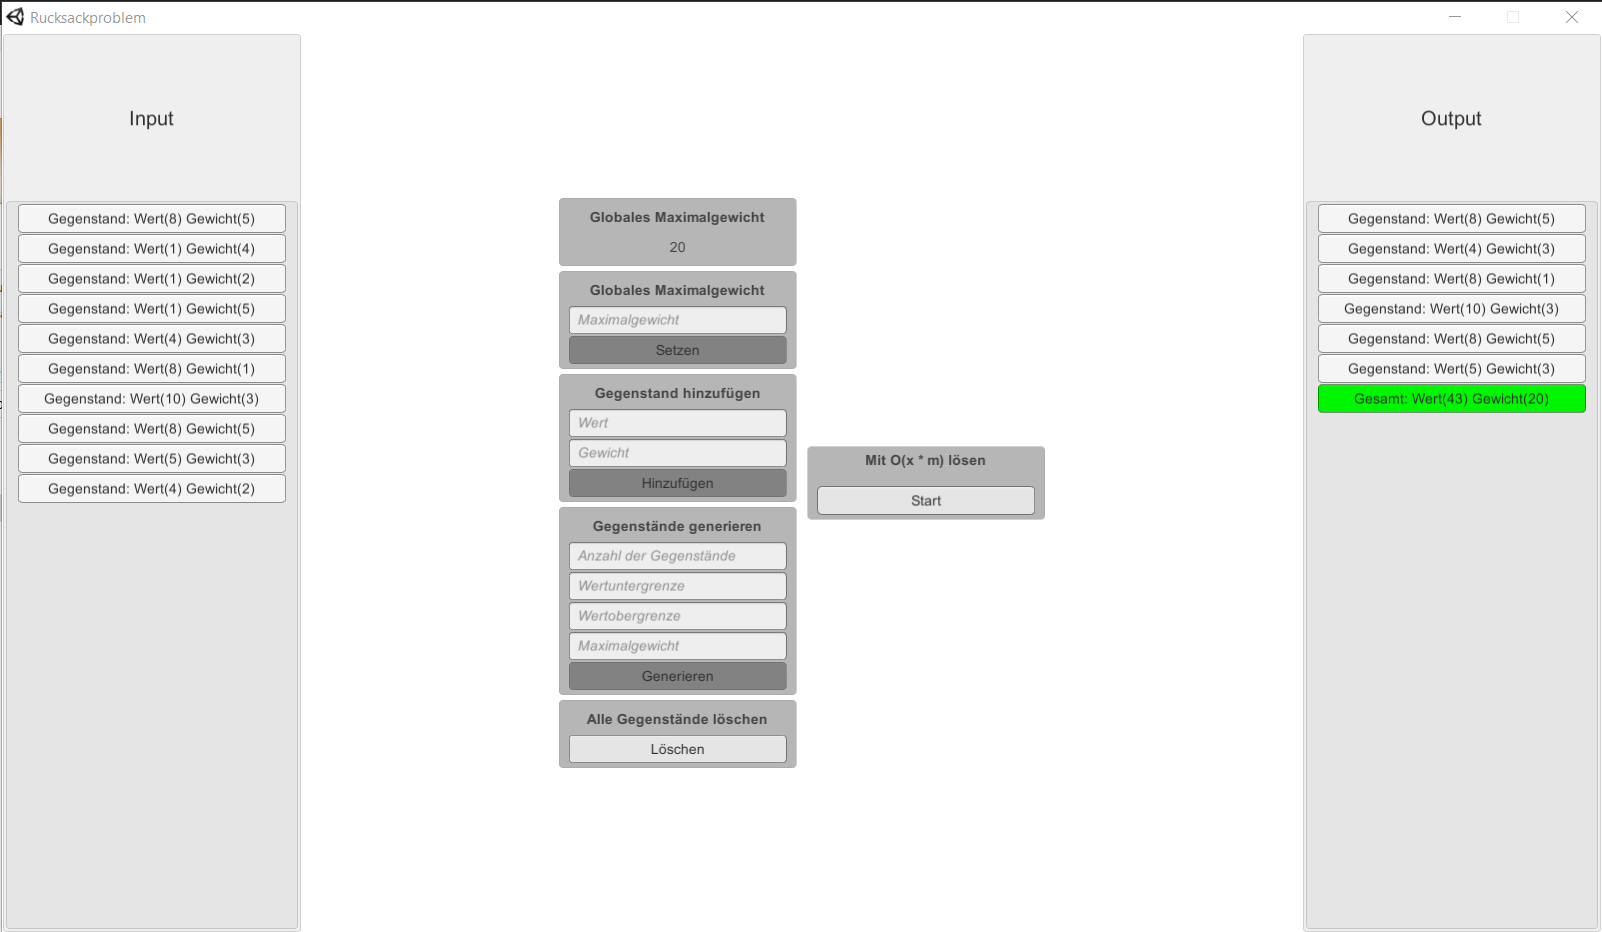 Rucksackproblem
Input
Gegenstand: Wert(8) Gewicht(5)
Gegenstand: Wert(1) Gewicht(4)
Gegenstand: Wert(1) Gewicht(2)
Gegenstand: Wert(1) Gewicht(5)
Gegenstand: Wert(4) Gewicht(3)
Gegenstand: Wert(8) Gewicht(1)
Gegenstand: Wert(10) Gewicht(3)
Gegenstand: Wert(8) Gewicht(5)
Gegenstand: Wert(5) Gewicht(3)
Gegenstand: Wert(4) Gewicht(2)
Globales Maximalgewicht
20
Globales Maximalgewicht
Maximalgewicht
Setzen
Gegenstand hinzufügen
Wert
Gewicht
Hinzufügen
Gegenstände generieren
Anzahl der Gegenstände
Wertuntergrenze
Wertobergrenze
Maximalgewicht
Generieren
Alle Gegenstände löschen
Löschen
Mit O(x * m) lösen
Start
Output
Gegenstand: Wert(8) Gewicht(5)
Gegenstand: Wert(4) Gewicht(3)
Gegenstand: Wert(8) Gewicht(1)
Gegenstand: Wert(10) Gewicht(3)
Gegenstand: Wert(8) Gewicht(5)
Gegenstand: Wert(5) Gewicht(3)
Gesamt: Wert(43) Gewicht(20)